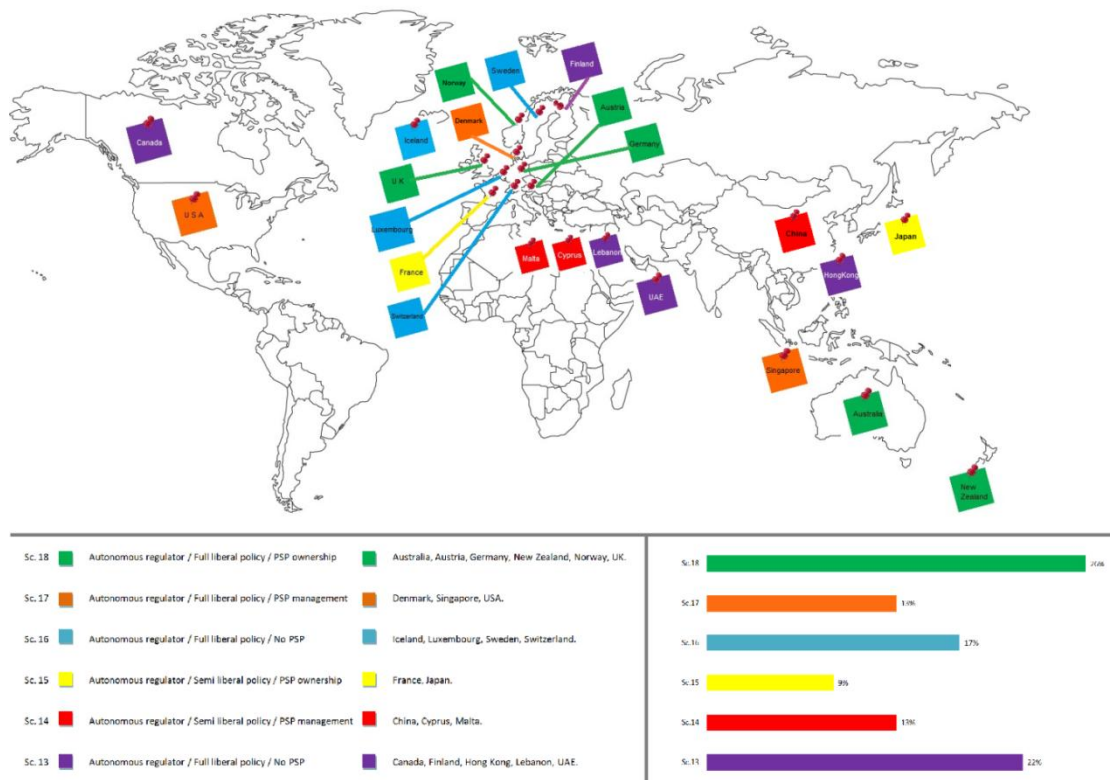 Norway
Sweden
Finland
Austria
Denmark
Iceland
Canada
Germany
U K
U S A
Luxembourg
China
Japan
France
Malta
Cyprus
Lebanon
HongKong
UAE
Switzerland
Singapore
Australia
New
Zealand
Sc. 18 Autonomous regulator / Full liberal policy / PSP ownership Australia, Austria, Germany, New Zealand, Norway, UK.
Sc. 17 Autonomous regulator / Full liberal policy / PSP management Denmark, Singapore, USA.
Sc. 16 Autonomous regulator / Full liberal policy / No PSP Iceland, Luxembourg, Sweden, Switzerland.
Sc. 15 Autonomous regulator / Semi liberal policy / PSP ownership France, Japan.
Sc. 14 Autonomous regulator / Semi liberal policy / PSP management China, Cyprus, Malta.
Sc. 13 Autonomous regulator / Full liberal policy / No PSP Canada, Finland, Hong Kong, Lebanon, UAE.
Sc.18 26%
Sc.17 13%
Sc.16 17%
Sc.15 9%
Sc.14 13%
Sc.13 22%